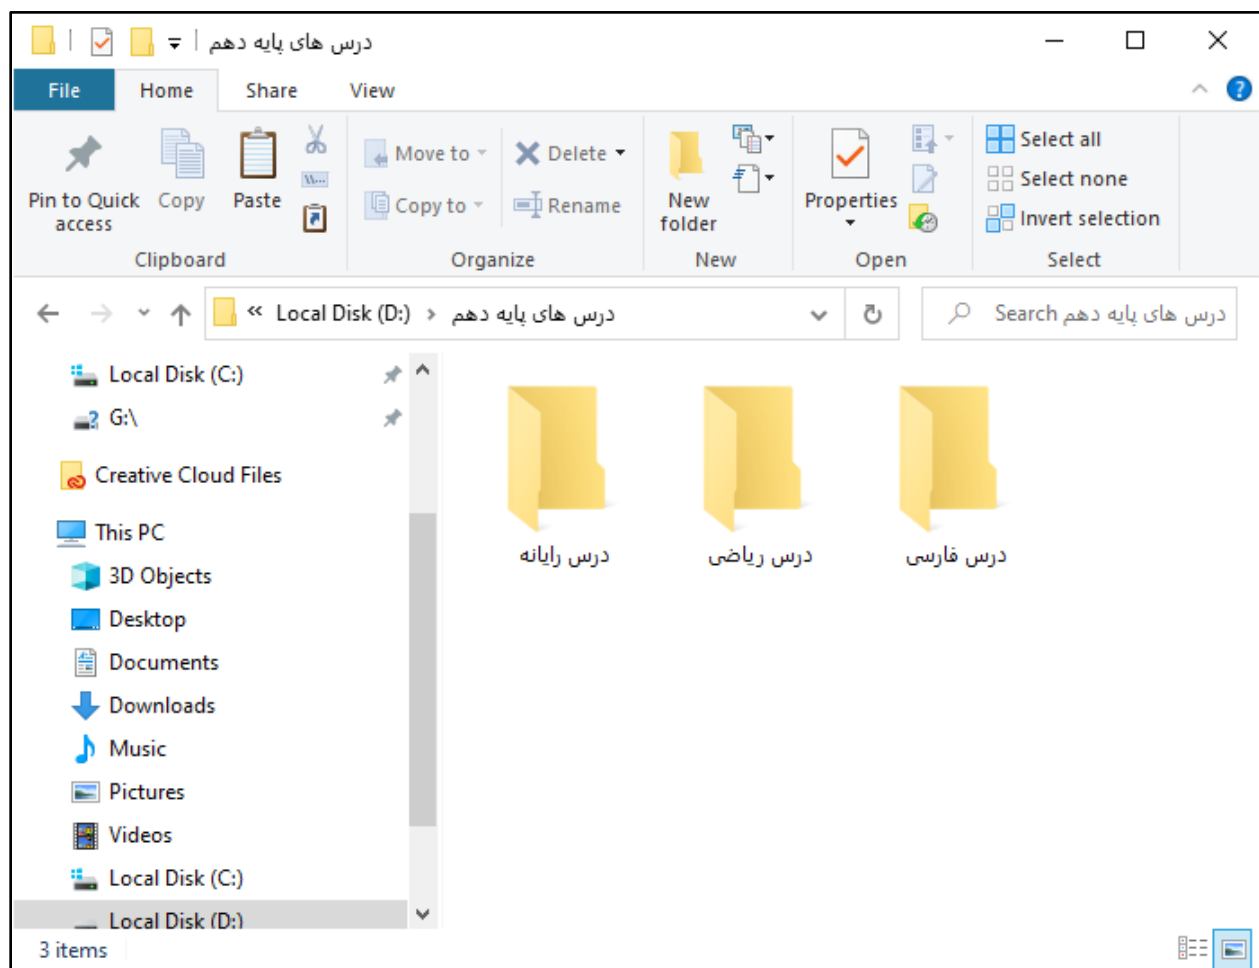 درس های پایه دهم
File Home Share View
Pin to Quick access
Copy
Paste
Clipboard
Move to
Copy to
Delete
Rename
Organize
New folder
New
Properties
Open
Select all
Select none
Invert selection
Select
« Local Disk (D:) › درس های پایه دهم
Search درس های پایه دهم
Local Disk (C:)
G:\
Creative Cloud Files
This PC
3D Objects
Desktop
Documents
Downloads
Music
Pictures
Videos
Local Disk (C:)
Local Disk (D:)
درس رایانه
درس ریاضی
درس فارسی
3 items